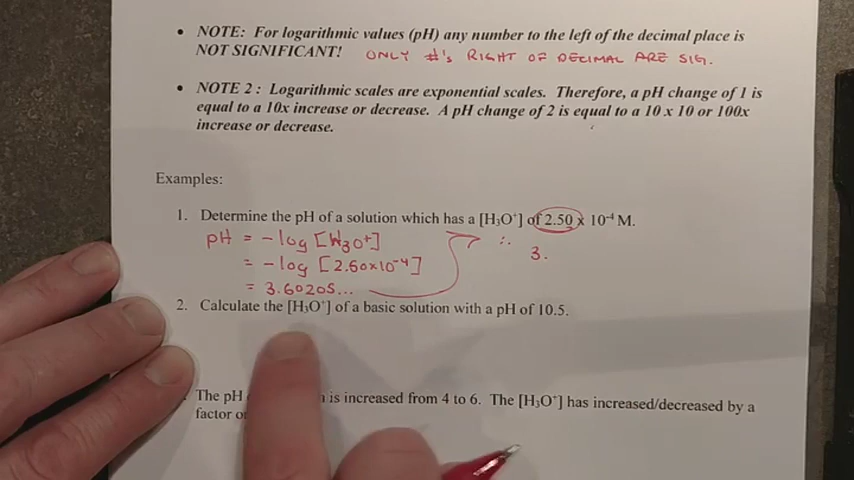 • NOTE: For logarithmic values (pH) any number to the left of the decimal place is
NOT SIGNIFICANT! ONLY #'s RIGHT OF DECIMAL ARE SIG.
• NOTE 2 : Logarithmic scales are exponential scales. Therefore, a pH change of 1 is
equal to a 10x increase or decrease. A pH change of 2 is equal to a 10 x 10 or 100x
increase or decrease.
Examples:
1. Determine the pH of a solution which has a [H₃O⁺] of 2.50 x 10⁻⁴ M.
pH = -log [H₃O⁺] ∴
= -log [2.50x10⁻⁴] 3.
= 3.60205...
2. Calculate the [H₃O⁺] of a basic solution with a pH of 10.5.
The pH is increased from 4 to 6. The [H₃O⁺] has increased/decreased by a
factor